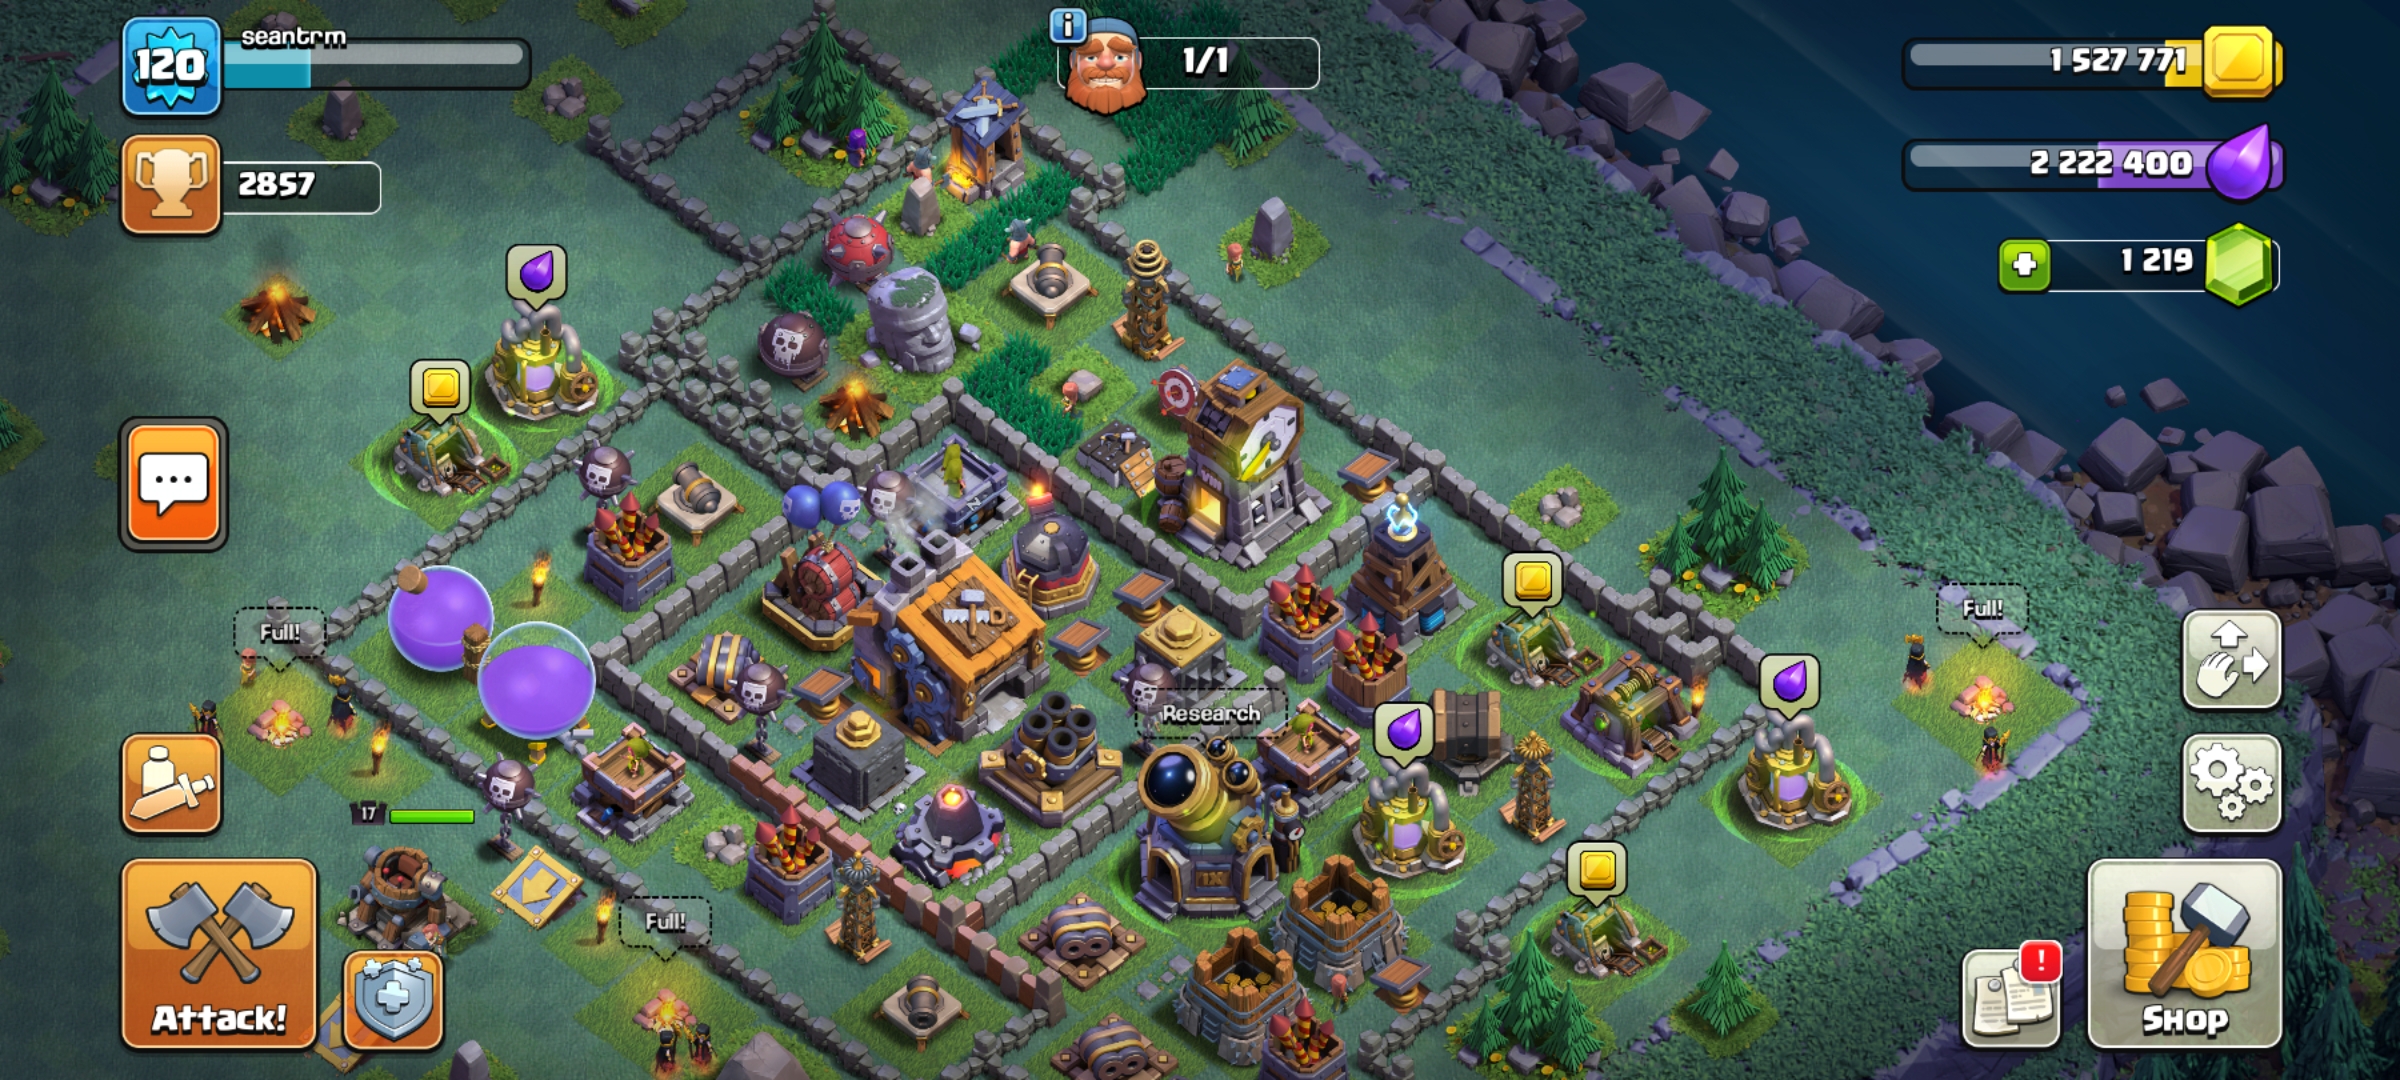 120
seantrm
i
1/1
1 527 771
2857
2 222 400
1 219
Full!
Full!
Research
17
IX
Full!
!
Attack!
Shop